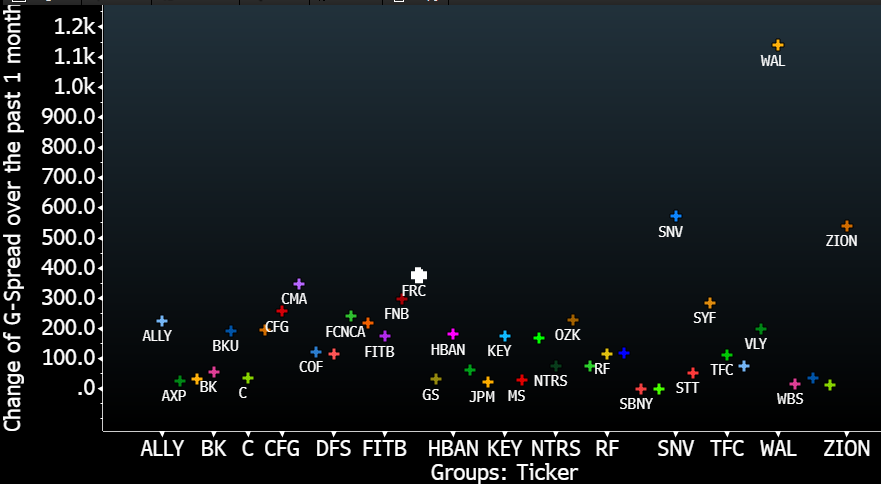 Change of G-Spread over the past 1 month
1.2k
1.1k
1.0k
900.0
800.0
700.0
600.0
500.0
400.0
300.0
200.0
100.0
.0
WAL
SNV
ZION
CMA
FRC
FNB
SYF
ALLY
CFG
FCNCA
OZK
BKU
FITB
HBAN
KEY
VLY
COF
NTRS
RF
TFC
AXP
BK
C
GS
JPM
MS
SBNY
STT
WBS
ALLY BK C CFG DFS FITB HBAN KEY NTRS RF SNV TFC WAL ZION
Groups: Ticker